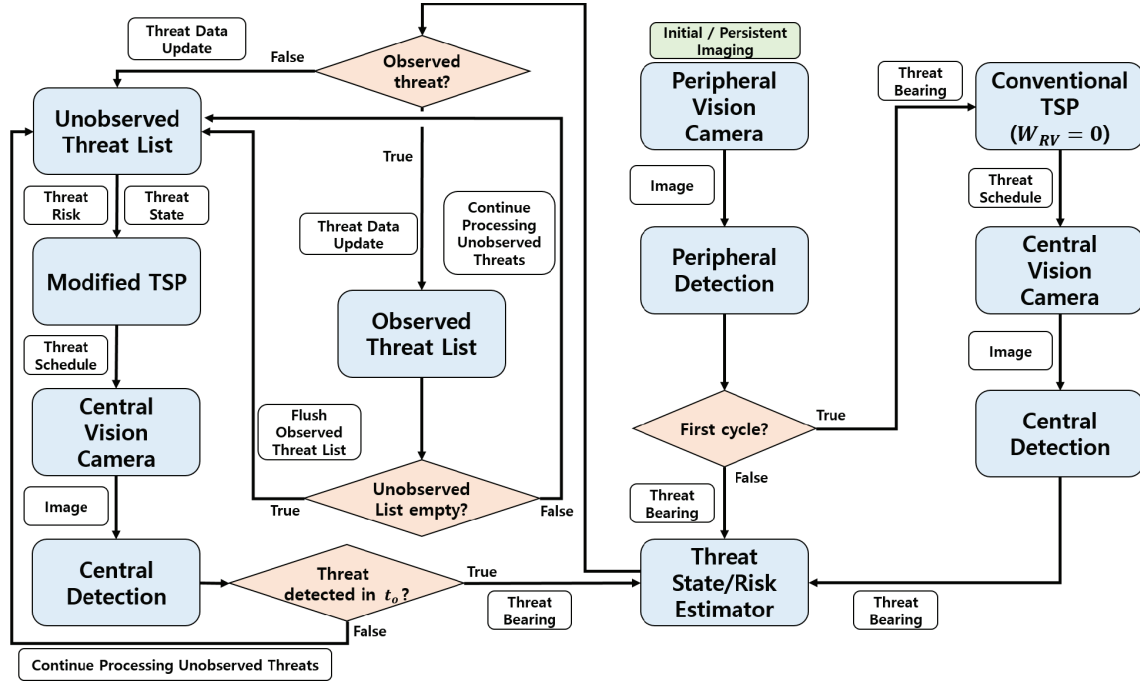 Threat Data
Update
False
Observed
threat?
Unobserved
Threat List
True
Threat
Risk
Threat
State
Modified TSP
Threat Data
Update
Continue
Processing
Unobserved
Threats
Observed
Threat List
Threat
Schedule
Central
Vision
Camera
Flush
Observed
Threat List
Unobserved
List empty?
True
False
Image
Central
Detection
Threat
detected in t_o?
True
Threat
Bearing
False
Continue Processing Unobserved Threats
Initial / Persistent
Imaging
Peripheral
Vision
Camera
Image
Peripheral
Detection
First cycle?
True
False
Threat
Bearing
Threat
State/Risk
Estimator
Threat
Bearing
Conventional
TSP
(W_{RV} = 0)
Threat
Schedule
Central
Vision
Camera
Image
Central
Detection
Threat
Bearing